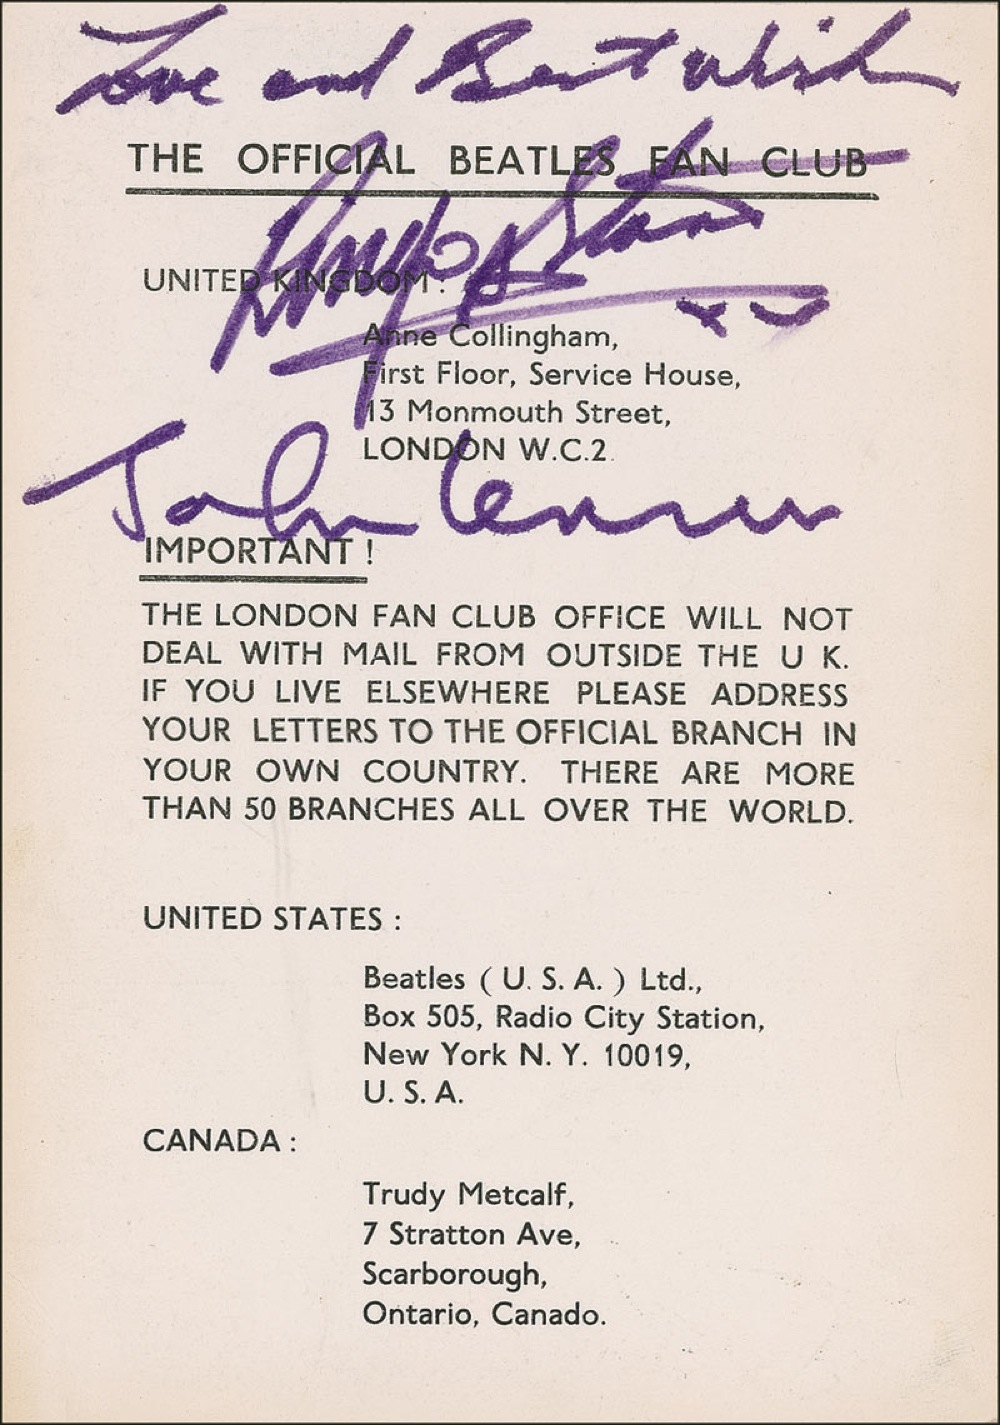 Love and Best Wish
THE OFFICIAL BEATLES FAN CLUB
Ringo Starr
UNITED KINGDOM :
xx
Anne Collingham,
First Floor, Service House,
13 Monmouth Street,
LONDON W.C.2.
John Lennon
IMPORTANT !
THE LONDON FAN CLUB OFFICE WILL NOT
DEAL WITH MAIL FROM OUTSIDE THE U K.
IF YOU LIVE ELSEWHERE PLEASE ADDRESS
YOUR LETTERS TO THE OFFICIAL BRANCH IN
YOUR OWN COUNTRY. THERE ARE MORE
THAN 50 BRANCHES ALL OVER THE WORLD.
UNITED STATES :
Beatles ( U. S. A. ) Ltd.,
Box 505, Radio City Station,
New York N. Y. 10019,
U. S. A.
CANADA :
Trudy Metcalf,
7 Stratton Ave,
Scarborough,
Ontario, Canado.